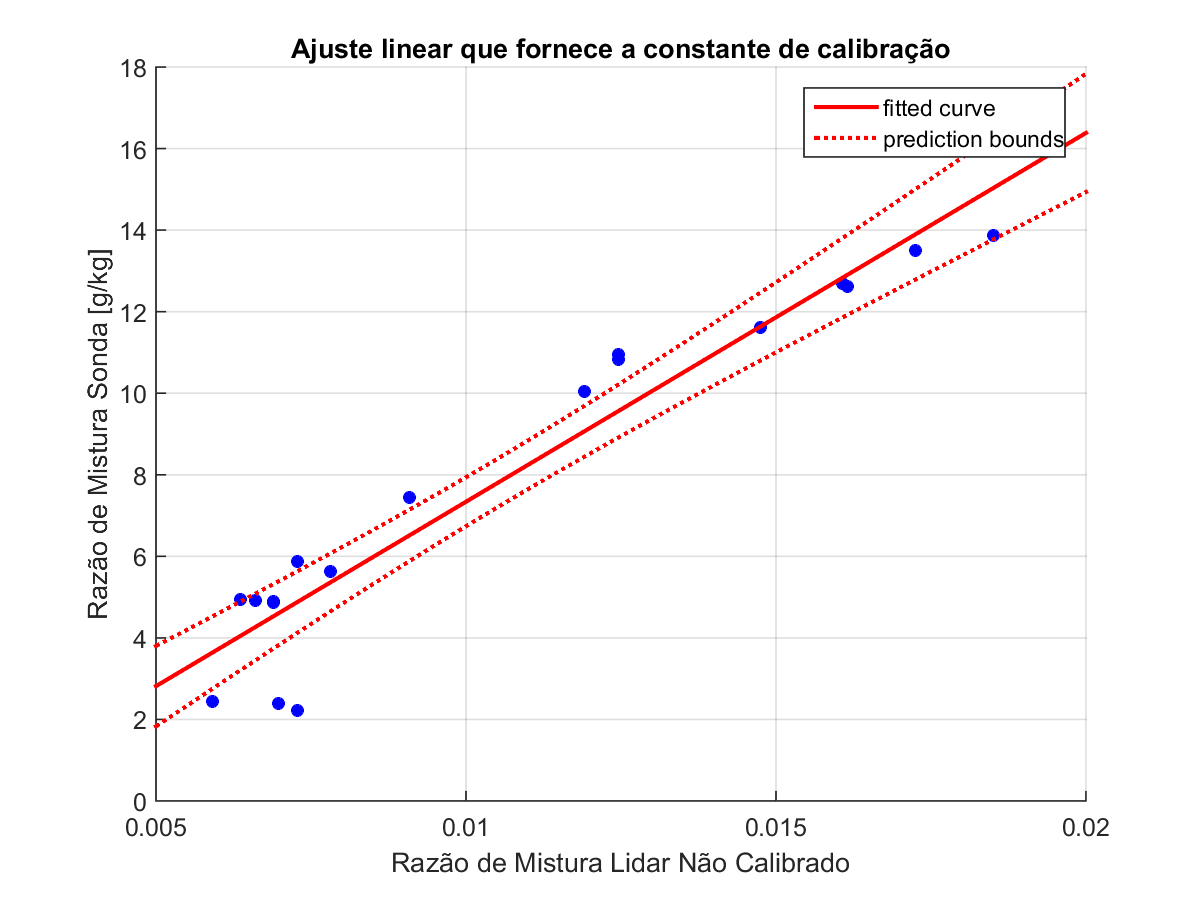 Ajuste linear que fornece a constante de calibração
fitted curve
prediction bounds
Razão de Mistura Sonda [g/kg]
18
16
14
12
10
8
6
4
2
0
0.005 0.01 0.015 0.02
Razão de Mistura Lidar Não Calibrado